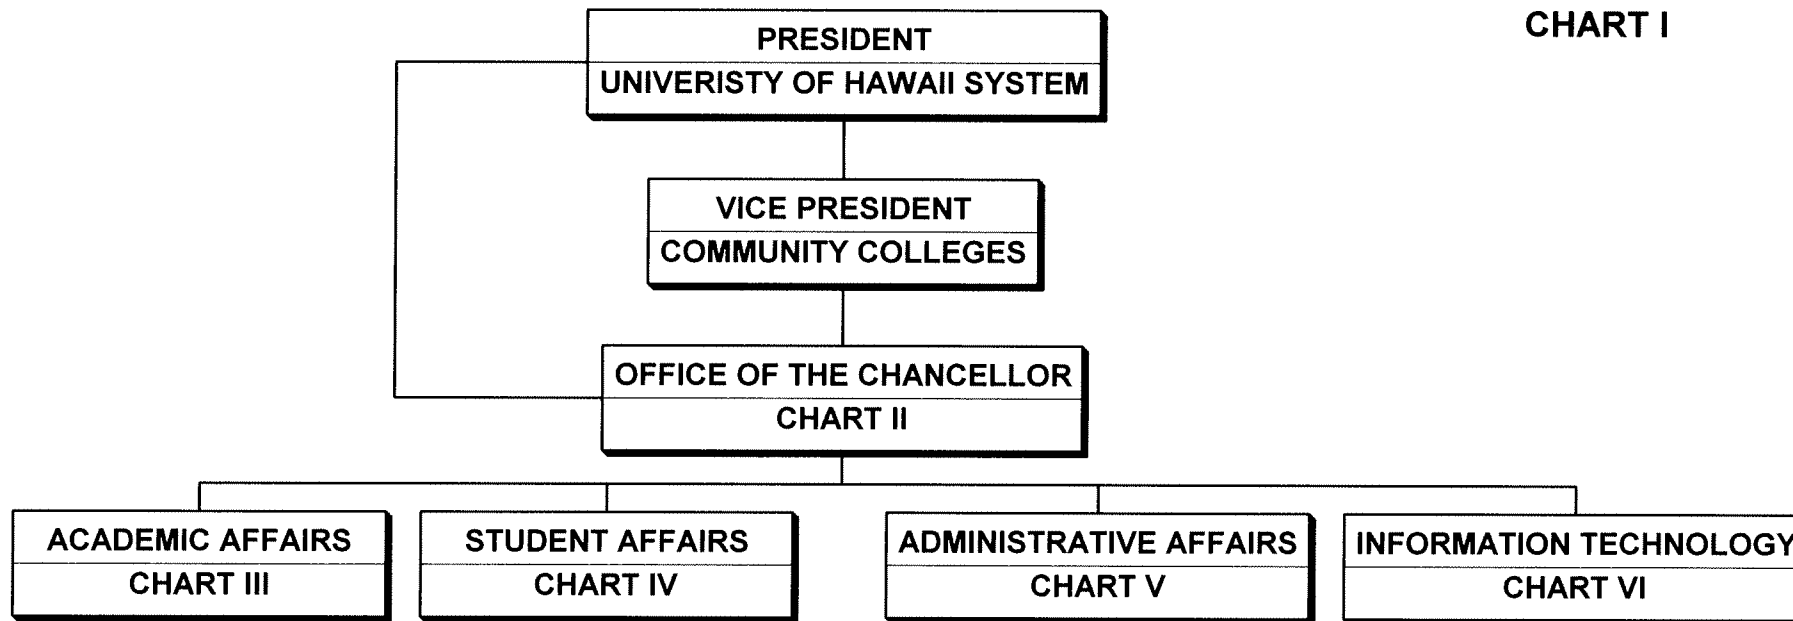 CHART I
PRESIDENT
UNIVERISTY OF HAWAII SYSTEM
VICE PRESIDENT
COMMUNITY COLLEGES
OFFICE OF THE CHANCELLOR
CHART II
ACADEMIC AFFAIRS
CHART III
STUDENT AFFAIRS
CHART IV
ADMINISTRATIVE AFFAIRS
CHART V
INFORMATION TECHNOLOGY
CHART VI